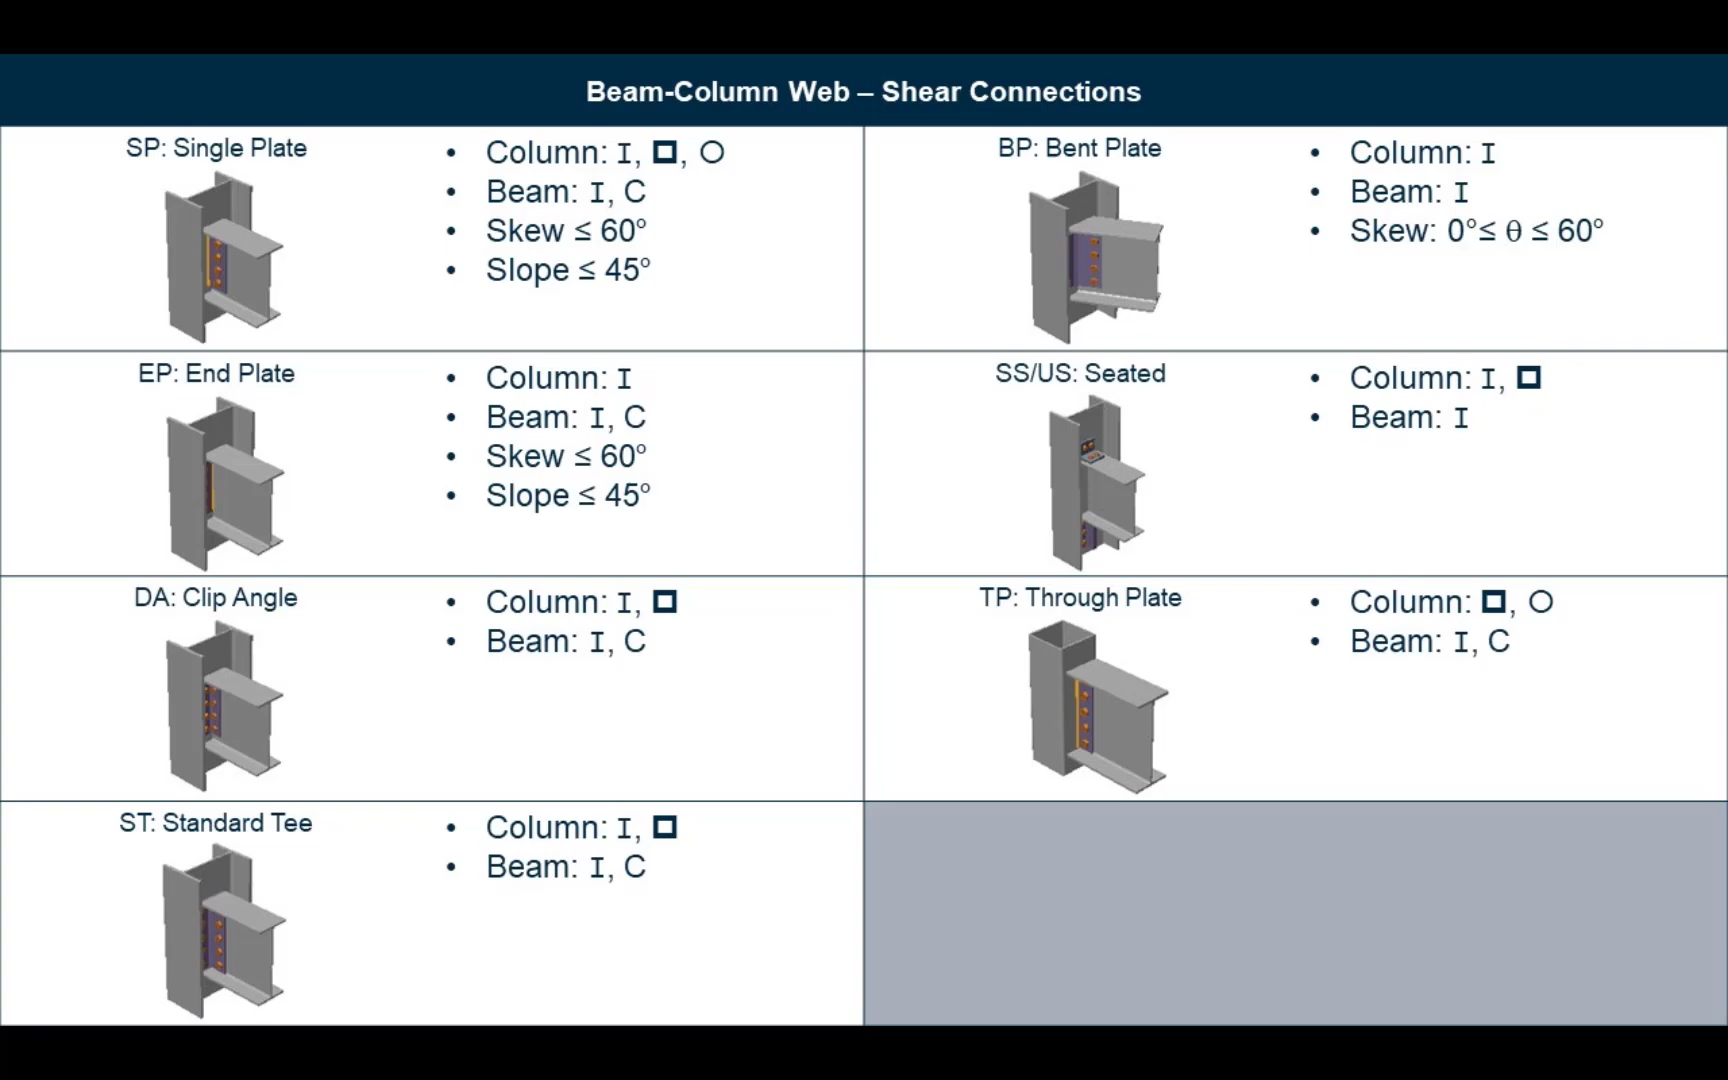 Beam-Column Web – Shear Connections
SP: Single Plate
• Column: I, 🞑, ○
• Beam: I, C
• Skew ≤ 60°
• Slope ≤ 45°
BP: Bent Plate
• Column: I
• Beam: I
• Skew: 0°≤ θ ≤ 60°
EP: End Plate
• Column: I
• Beam: I, C
• Skew ≤ 60°
• Slope ≤ 45°
SS/US: Seated
• Column: I, 🞑
• Beam: I
DA: Clip Angle
• Column: I, 🞑
• Beam: I, C
TP: Through Plate
• Column: 🞑, ○
• Beam: I, C
ST: Standard Tee
• Column: I, 🞑
• Beam: I, C